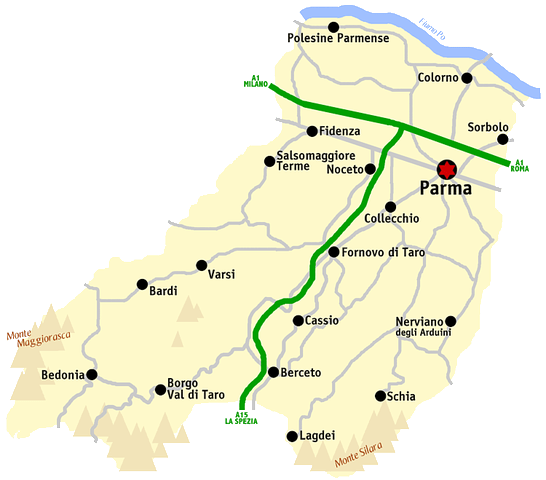 Fiume Po
Polesine Parmense
Colorno
A1
MILANO
Sorbolo
Fidenza
Salsomaggiore
Terme
Noceto
A1
ROMA
Parma
Collecchio
Fornovo di Taro
Varsi
Bardi
Cassio
Nerviano
degli Arduini
Monte
Maggiorasca
Bedonia
Borgo
Val di Taro
Berceto
Schia
A15
LA SPEZIA
Lagdei
Monte Silara